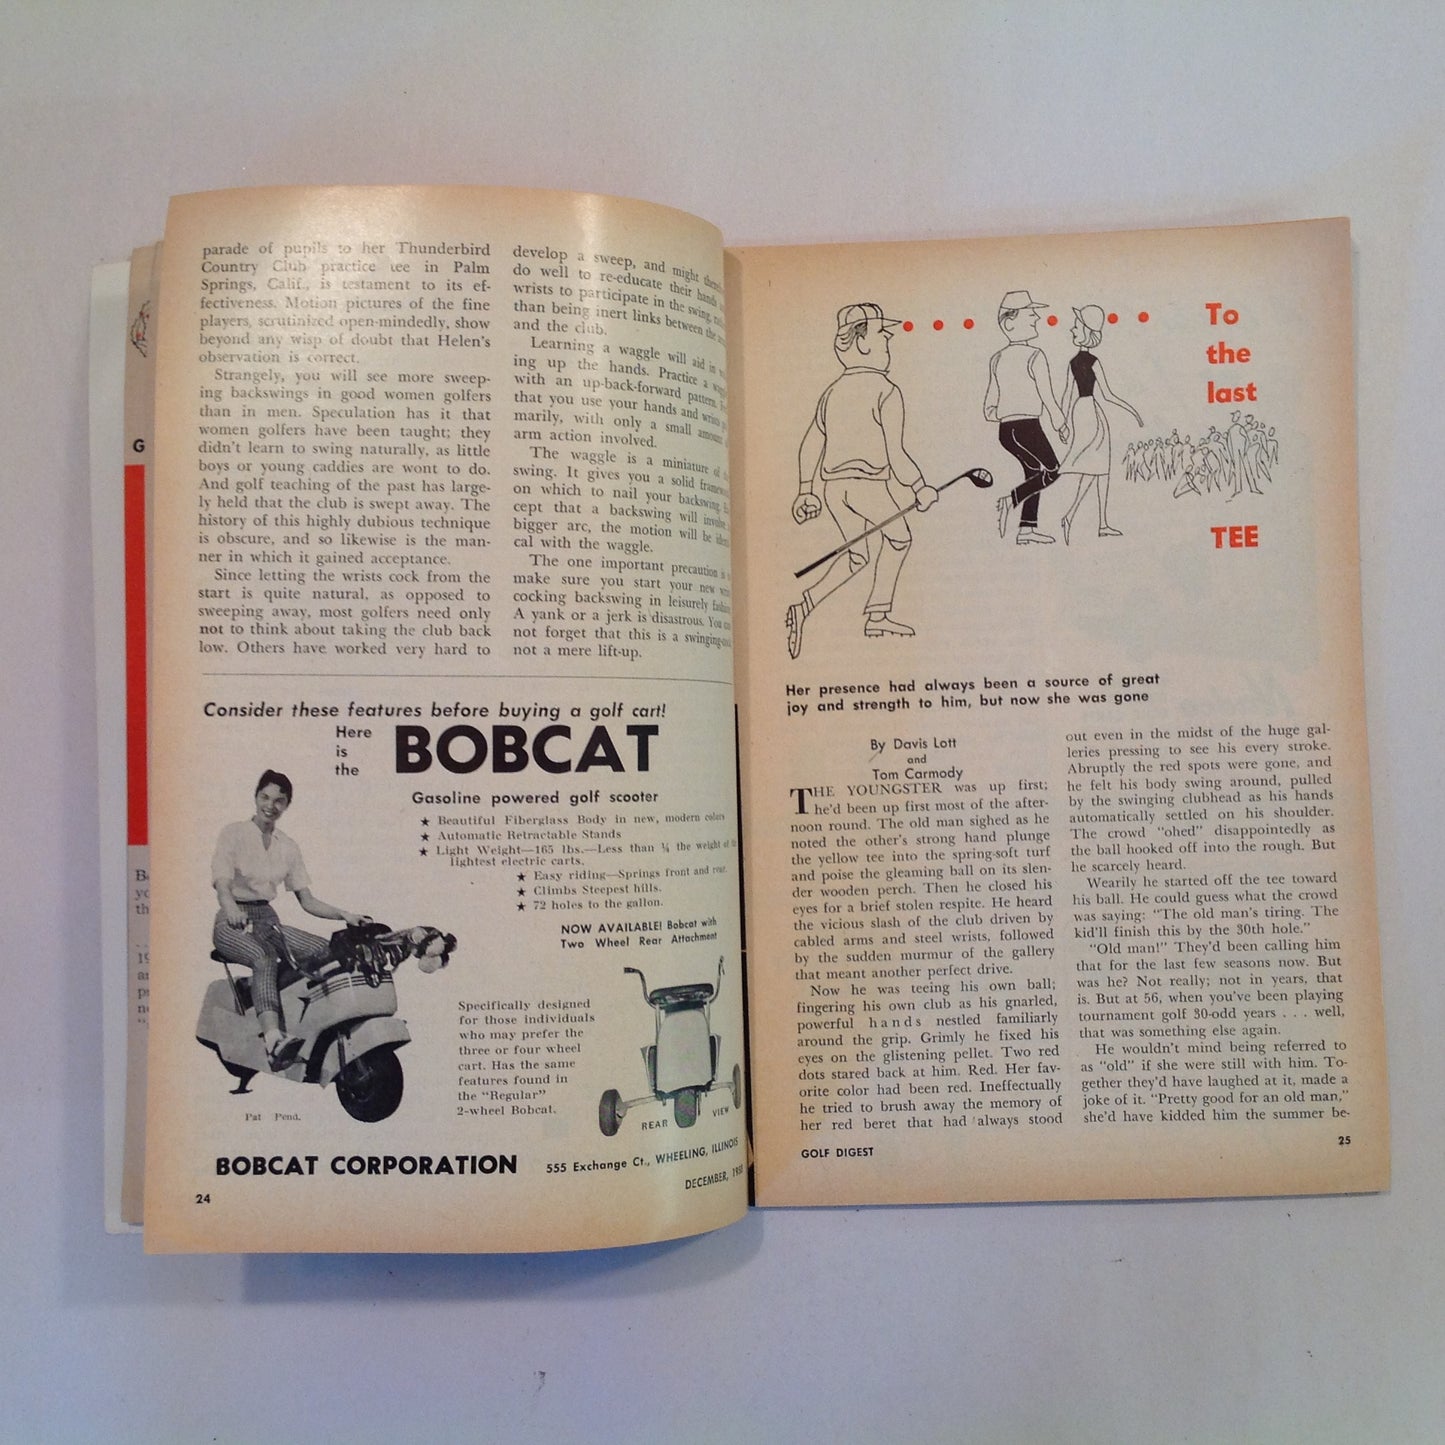 G
parade of pupils to her Thunderbird
Country Club practice tee in Palm
Springs, Calif., is testament to its ef-
fectiveness. Motion pictures of the fine
players, scrutinized open-mindedly, show
beyond any wisp of doubt that Helen's
observation is correct.
Strangely, you will see more sweep-
ing backswings in good women golfers
than in men. Speculation has it that
women golfers have been taught; they
didn't learn to swing naturally, as little
boys or young caddies are wont to do.
And golf teaching of the past has large-
ly held that the club is swept away. The
history of this highly dubious technique
is obscure, and so likewise is the man-
ner in which it gained acceptance.
Since letting the wrists cock from the
start is quite natural, as opposed to
sweeping away, most golfers need only
not to think about taking the club back
low. Others have worked very hard to
develop a sweep, and might
do well to re-educate their hands
wrists to participate in the swing,
than being inert links between the
and the club.
Learning a waggle will aid in
ing up the hands. Practice a
with an up-back-forward pattern.
that you use your hands and wrists
marily, with only a small amount
arm action involved.
The waggle is a miniature of
swing. It gives you a solid
on which to nail your backswing.
cept that a backswing will
bigger arc, the motion will be
cal with the waggle.
The one important precaution is
make sure you start your new
cocking backswing in leisurely
A yank or a jerk is disastrous. You
not forget that this is a
not a mere lift-up.
Consider these features before buying a golf cart!
Here
is
the
BOBCAT
Gasoline powered golf scooter
★ Beautiful Fiberglass Body in new, modern colors
★ Automatic Retractable Stands
★ Light Weight—165 lbs.—Less than ¼ the weight of
lightest electric carts.
★ Easy riding—Springs front and rear.
★ Climbs Steepest hills.
★ 72 holes to the gallon.
NOW AVAILABLE! Bobcat with
Two Wheel Rear Attachment
Specifically designed
for those individuals
who may prefer the
three or four wheel
cart. Has the same
features found in
the "Regular"
2-wheel Bobcat.
Pat Pend.
REAR VIEW
BOBCAT CORPORATION
555 Exchange Ct., WHEELING, ILLINOIS
24
DECEMBER,
To
the
last
TEE
Her presence had always been a source of great
joy and strength to him, but now she was gone
By Davis Lott
and
Tom Carmody
THE YOUNGSTER was up first;
he'd been up first most of the after-
noon round. The old man sighed as he
noted the other's strong hand plunge
the yellow tee into the spring-soft turf
and poise the gleaming ball on its slen-
der wooden perch. Then he closed his
eyes for a brief stolen respite. He heard
the vicious slash of the club driven by
cabled arms and steel wrists, followed
by the sudden murmur of the gallery
that meant another perfect drive.
Now he was teeing his own ball;
fingering his own club as his gnarled,
powerful hands nestled familiarly
around the grip. Grimly he fixed his
eyes on the glistening pellet. Two red
dots stared back at him. Red. Her fav-
orite color had been red. Ineffectually
he tried to brush away the memory of
her red beret that had always stood
out even in the midst of the huge gal-
leries pressing to see his every stroke.
Abruptly the red spots were gone, and
he felt his body swing around, pulled
by the swinging clubhead as his hands
automatically settled on his shoulder.
The crowd "ohed" disappointedly as
the ball hooked off into the rough. But
he scarcely heard.
Wearily he started off the tee toward
his ball. He could guess what the crowd
was saying: "The old man's tiring. The
kid'll finish this by the 30th hole."
"Old man!" They'd been calling him
that for the last few seasons now. But
was he? Not really; not in years, that
is. But at 56, when you've been playing
tournament golf 30-odd years . . . well,
that was something else again.
He wouldn't mind being referred to
as "old" if she were still with him. To-
gether they'd have laughed at it, made a
joke of it. "Pretty good for an old man,"
she'd have kidded him the summer be-
GOLF DIGEST
25